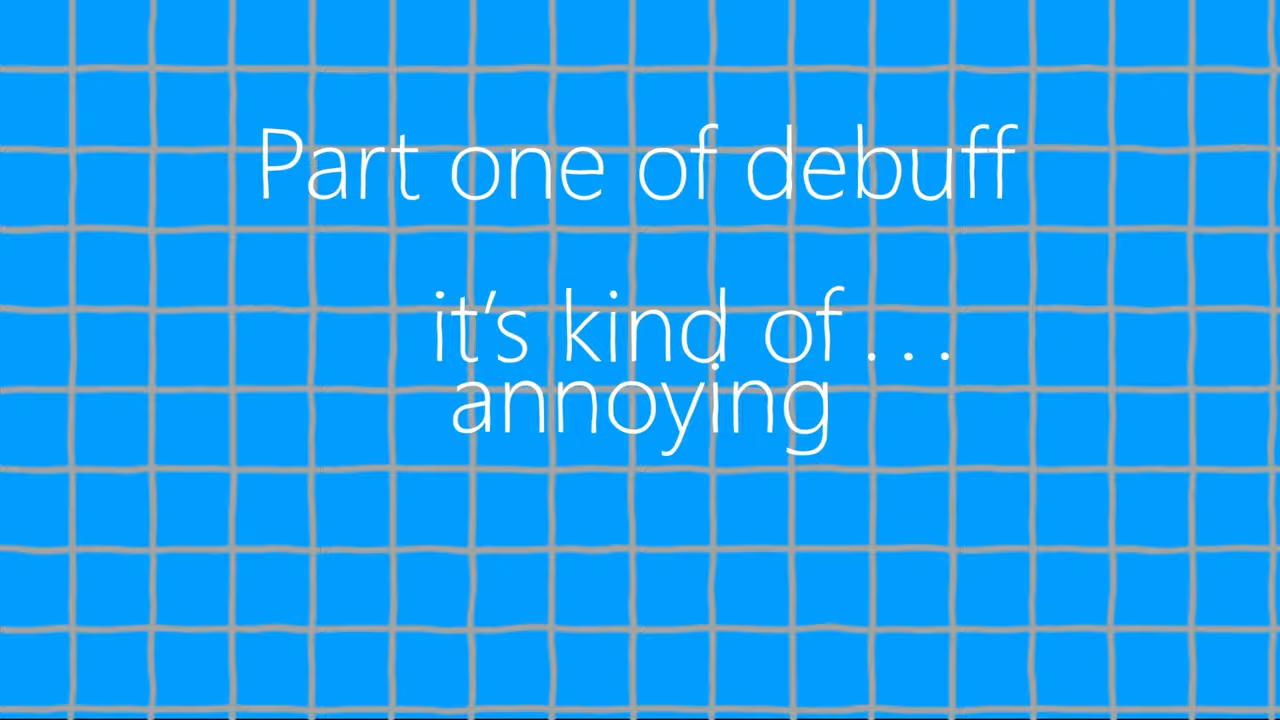 Part one of debuff
it's kind of . . .
annoying